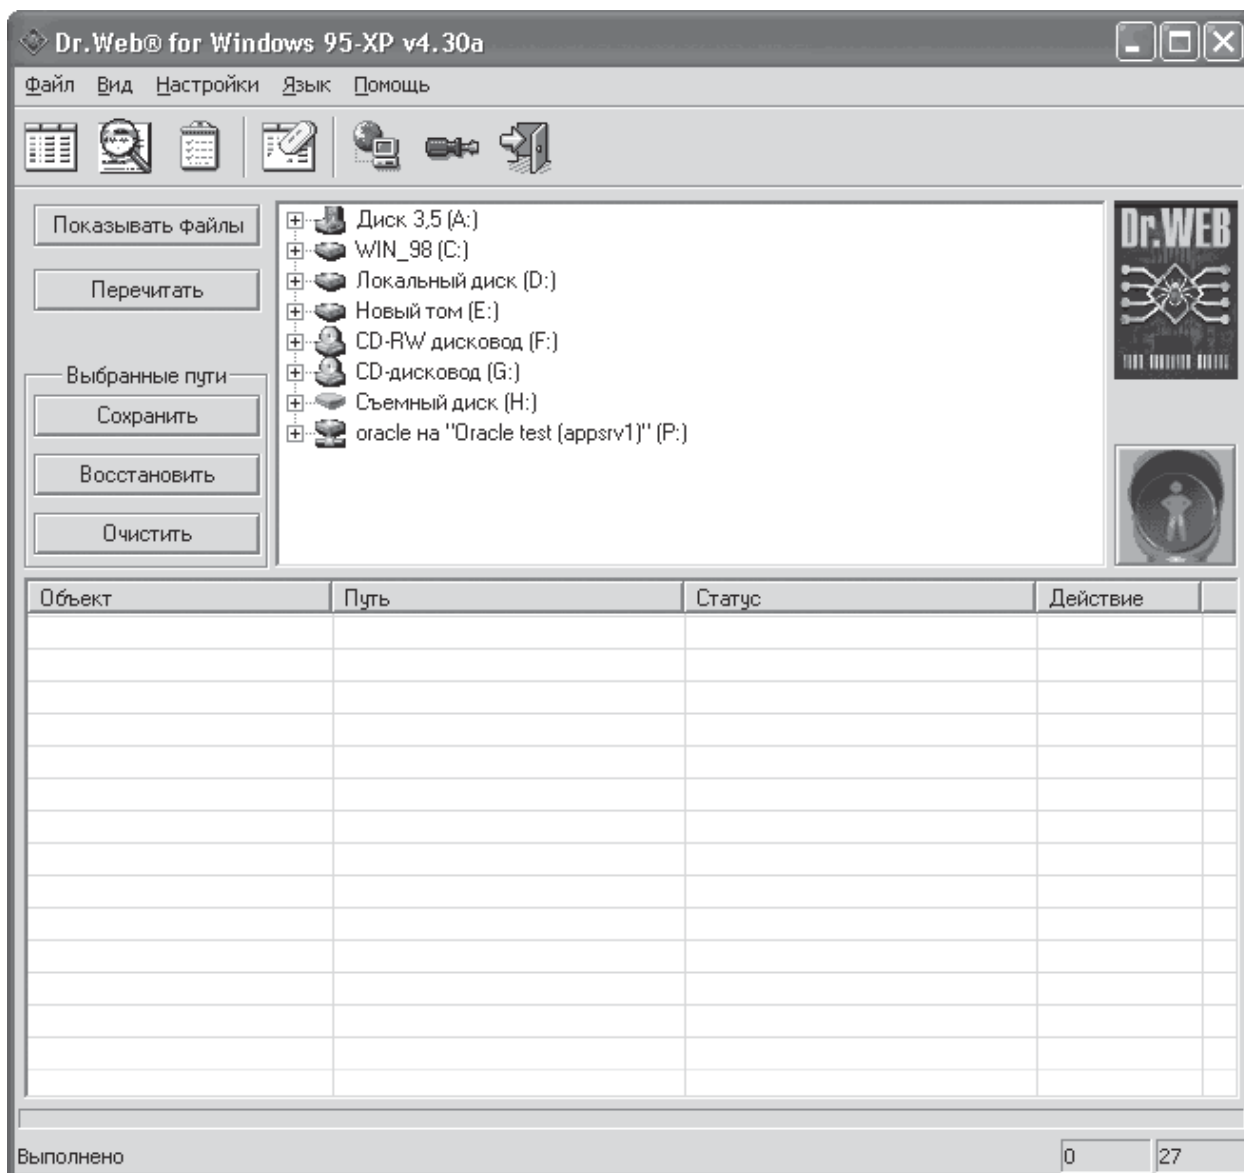 Dr.Web® for Windows 95-XP v4.30a
Файл Вид Настройки Язык Помощь
Показывать файлы
Перечитать
Выбранные пути
Сохранить
Восстановить
Очистить
Диск 3,5 (A:)
WIN_98 (C:)
Локальный диск (D:)
Новый том (E:)
CD-RW дисковод (F:)
CD-дисковод (G:)
Съемный диск (H:)
oracle на "Oracle test (appsrv1)" (P:)
Dr.WEB
Объект Путь Статус Действие
Выполнено 0 27